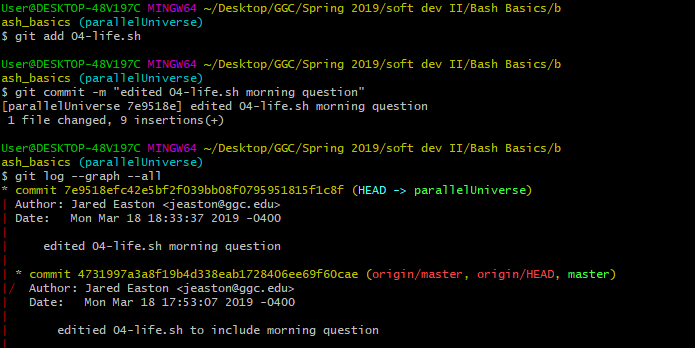 User@DESKTOP-48V197C MINGW64 ~/Desktop/GGC/Spring 2019/soft dev II/Bash Basics/b
ash_basics (parallelUniverse)
$ git add 04-life.sh
User@DESKTOP-48V197C MINGW64 ~/Desktop/GGC/Spring 2019/soft dev II/Bash Basics/b
ash_basics (parallelUniverse)
$ git commit -m "edited 04-life.sh morning question"
[parallelUniverse 7e9518e] edited 04-life.sh morning question
 1 file changed, 9 insertions(+)
User@DESKTOP-48V197C MINGW64 ~/Desktop/GGC/Spring 2019/soft dev II/Bash Basics/b
ash_basics (parallelUniverse)
$ git log --graph --all
* commit 7e9518efc42e5bf2f039bb08f0795951815f1c8f (HEAD -> parallelUniverse)
| Author: Jared Easton <jeaston@ggc.edu>
| Date:   Mon Mar 18 18:33:37 2019 -0400
|
|     edited 04-life.sh morning question
|
| * commit 4731997a3a8f19b4d338eab1728406ee69f60cae (origin/master, origin/HEAD, master)
|/  Author: Jared Easton <jeaston@ggc.edu>
|   Date:   Mon Mar 18 17:53:07 2019 -0400
|
|       editied 04-life.sh to include morning question
|